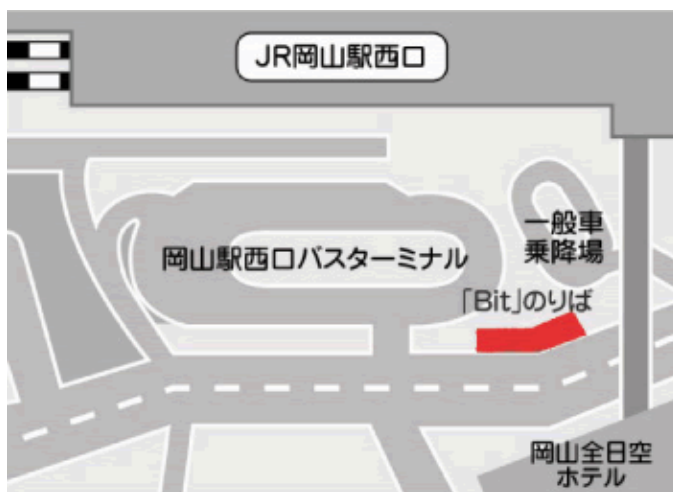 JR岡山駅西口
一般車
乗降場
岡山駅西口バスターミナル
「Bit」のりば
岡山全日空
ホテル